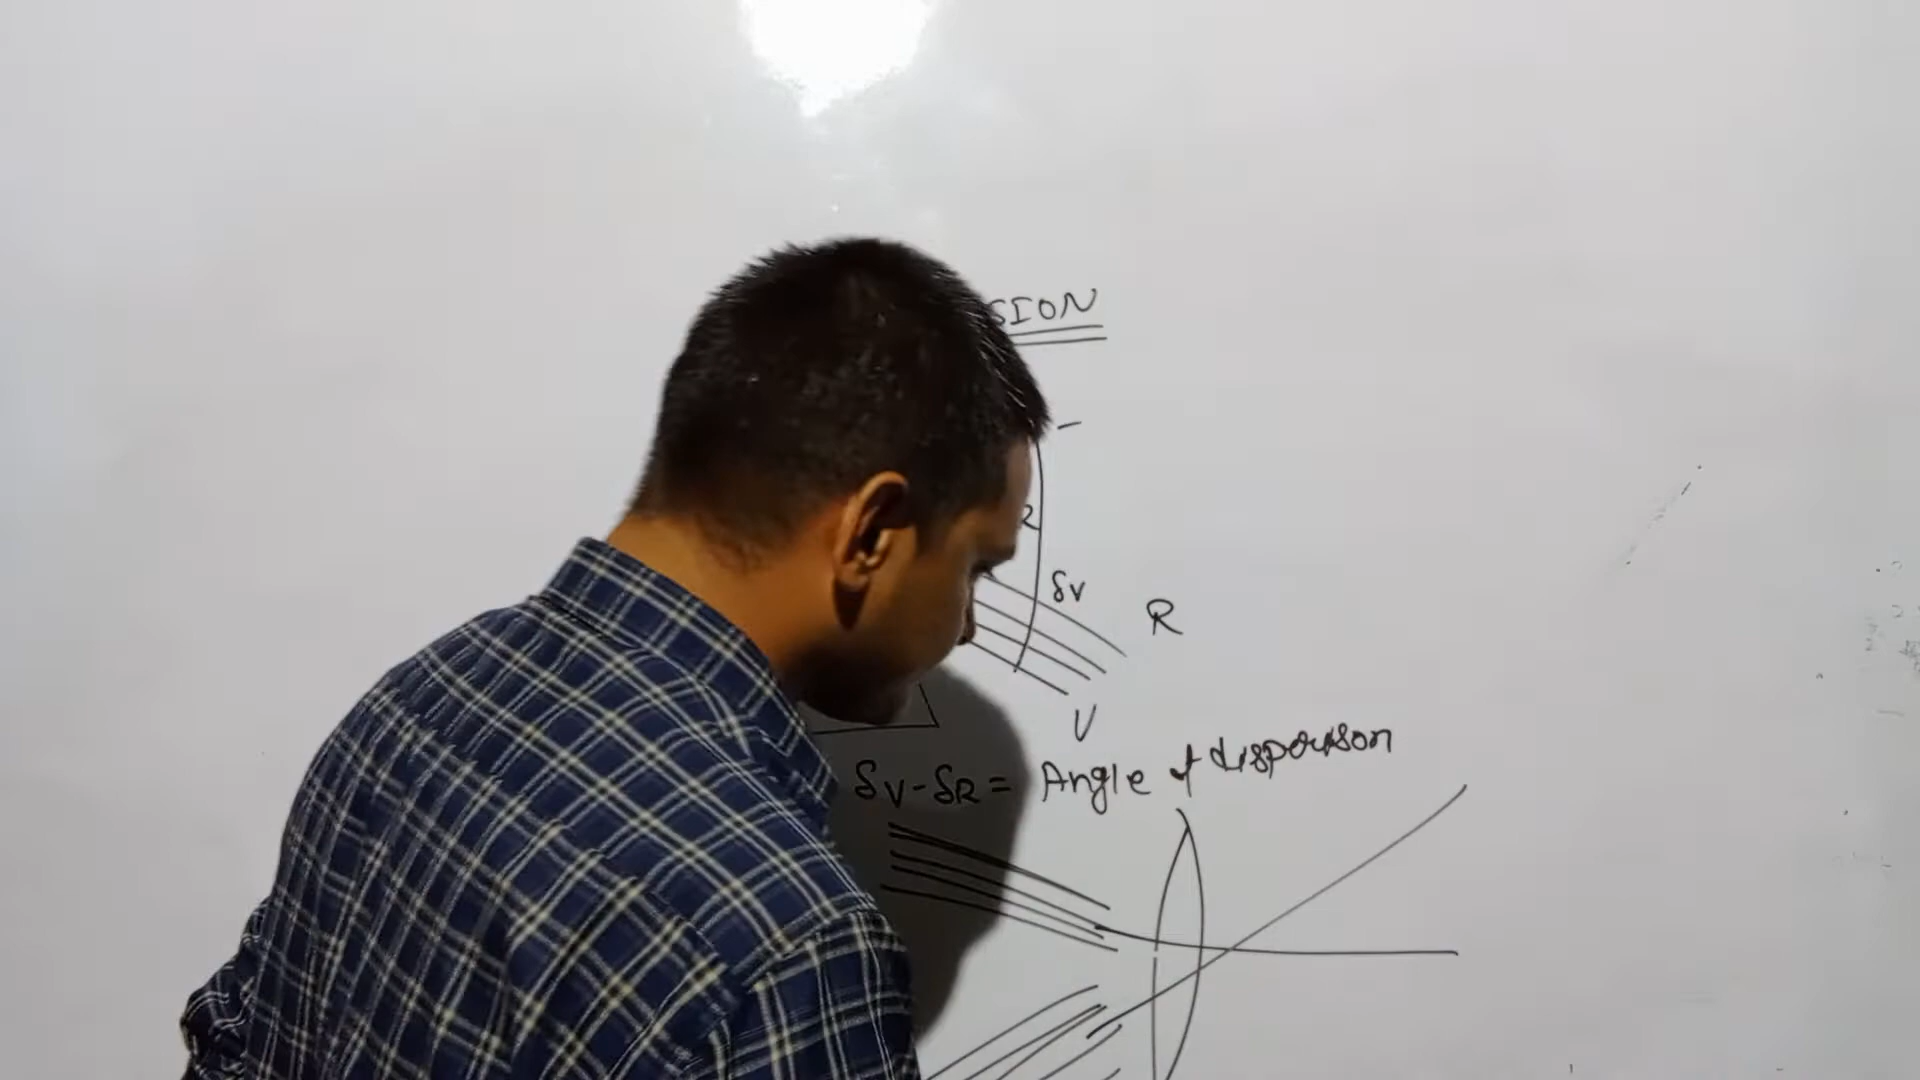 SION
R
δV
R
V
δV-δR = Angle of dispersion